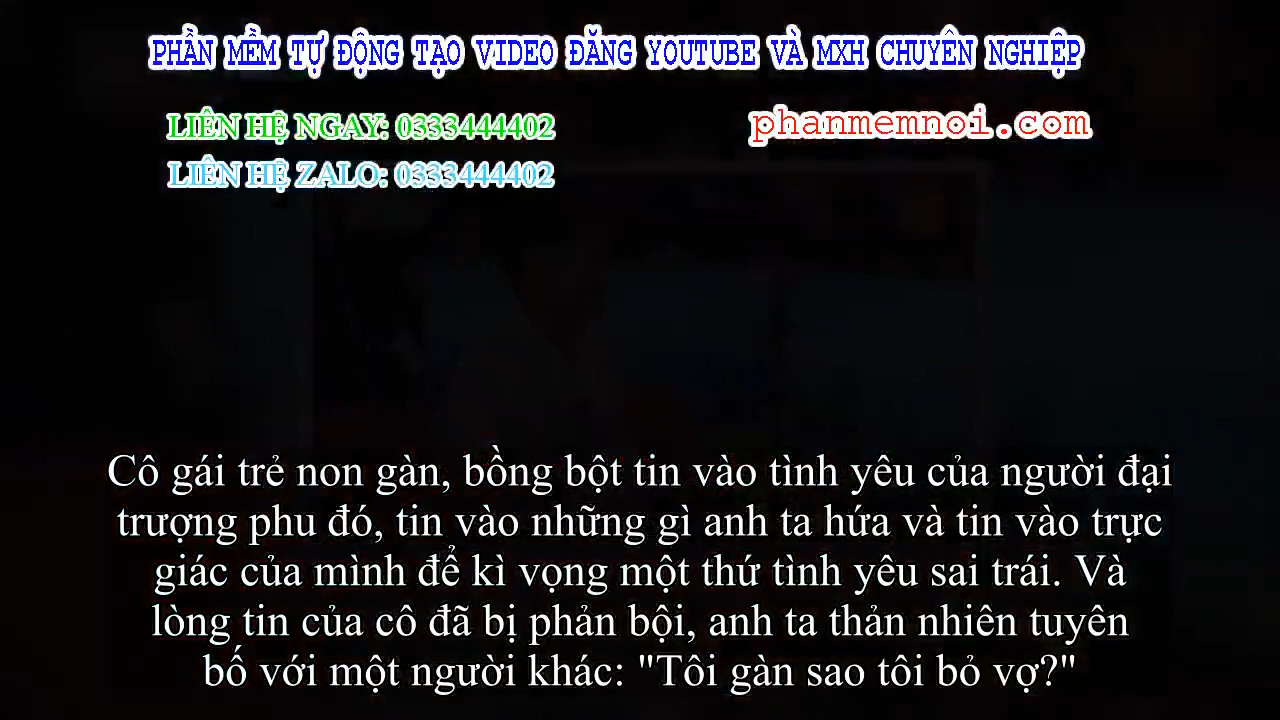 PHẦN MỀM TỰ ĐỘNG TẠO VIDEO ĐĂNG YOUTUBE VÀ MXH CHUYÊN NGHIỆP
LIÊN HỆ NGAY: 0333444402
phanmemnoi.com
LIÊN HỆ ZALO: 0333444402
Cô gái trẻ non gàn, bồng bột tin vào tình yêu của người đại
trượng phu đó, tin vào những gì anh ta hứa và tin vào trực
giác của mình để kì vọng một thứ tình yêu sai trái. Và
lòng tin của cô đã bị phản bội, anh ta thản nhiên tuyên
bố với một người khác: "Tôi gàn sao tôi bỏ vợ?"